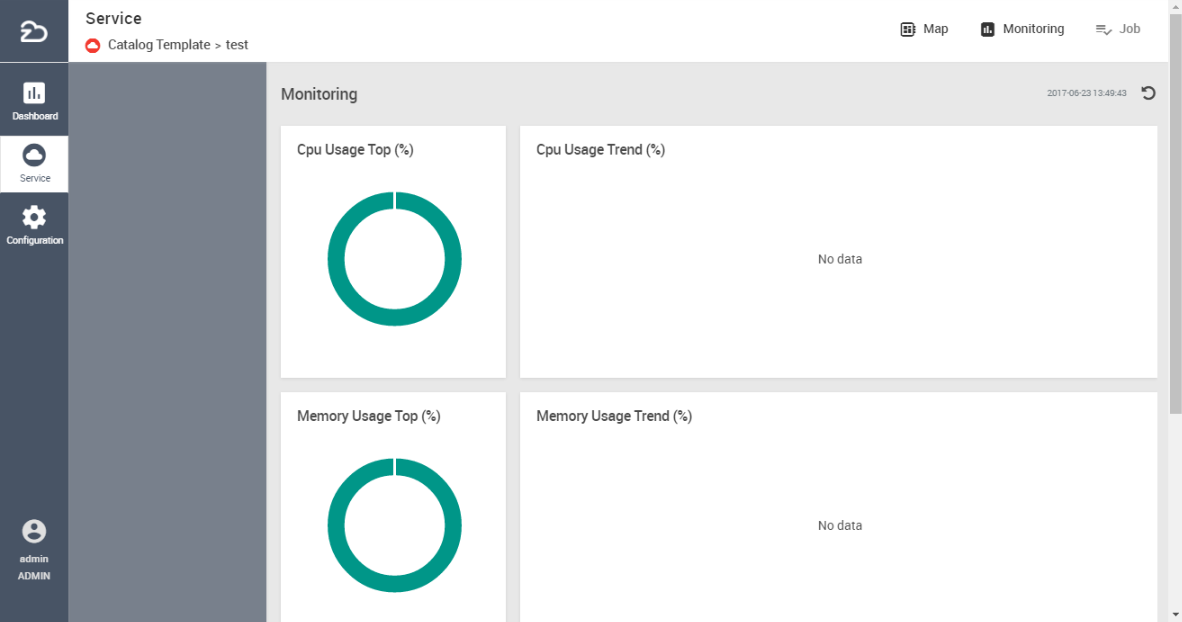 Service
Catalog Template > test
Map
Monitoring
Job
Dashboard
Service
Configuration
admin
ADMIN
Monitoring
2017-06-23 13:49:43
Cpu Usage Top (%)
Cpu Usage Trend (%)
No data
Memory Usage Top (%)
Memory Usage Trend (%)
No data